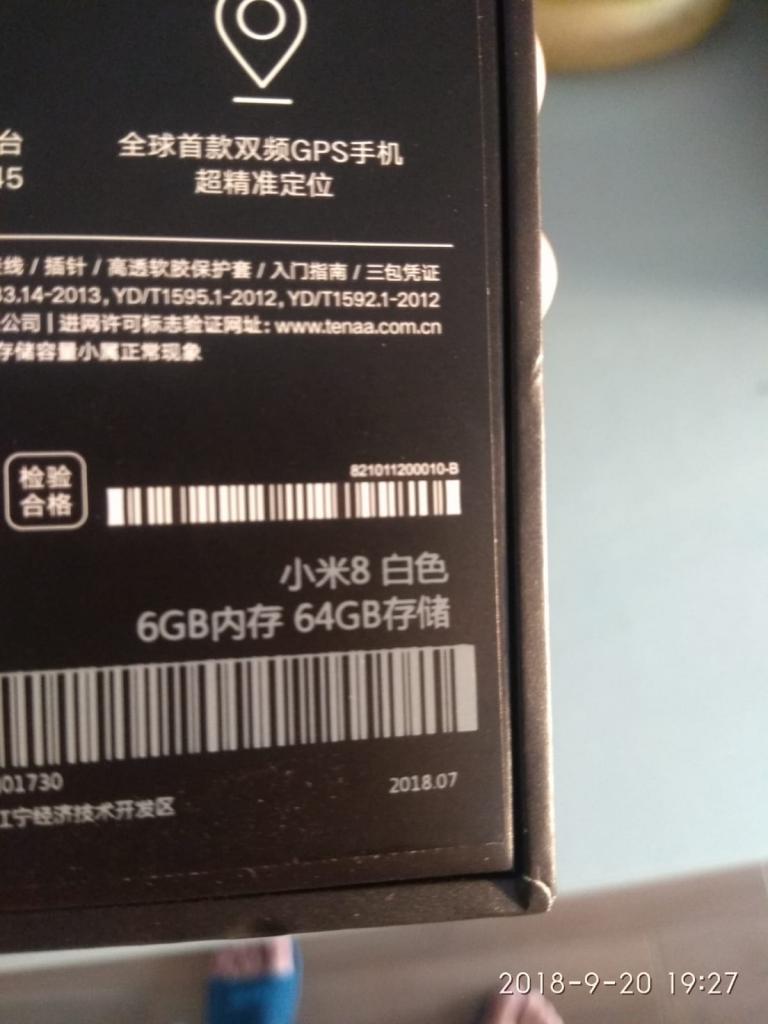 台
全球首款双频GPS手机
45
超精准定位
线 / 插针 / 高透软胶保护套 / 入门指南 / 三包凭证
3.14-2013, YD/T1595.1-2012, YD/T1592.1-2012
公司 | 进网许可标志验证网址: www.tenaa.com.cn
存储容量小属正常现象
821011200010-B
检验
合格
小米8 白色
6GB内存 64GB存储
01730
2018.07
江宁经济技术开发区
2018-9-20 19:27